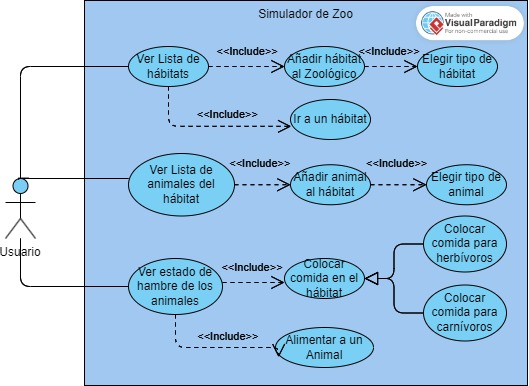 Simulador de Zoo
Made with
VisualParadigm
For non-commercial use
Ver Lista de
hábitats
<<Include>>
Añadir hábitat
al Zoológico
<<Include>>
Elegir tipo de
hábitat
<<Include>>
Ir a un hábitat
Ver Lista de
animales del
hábitat
<<Include>>
Añadir animal
al hábitat
<<Include>>
Elegir tipo de
animal
Usuario
Ver estado de
hambre de los
animales
<<Include>>
Colocar
comida en el
hábitat
Colocar
comida para
herbívoros
Colocar
comida para
carnívoros
<<Include>>
Alimentar a un
Animal